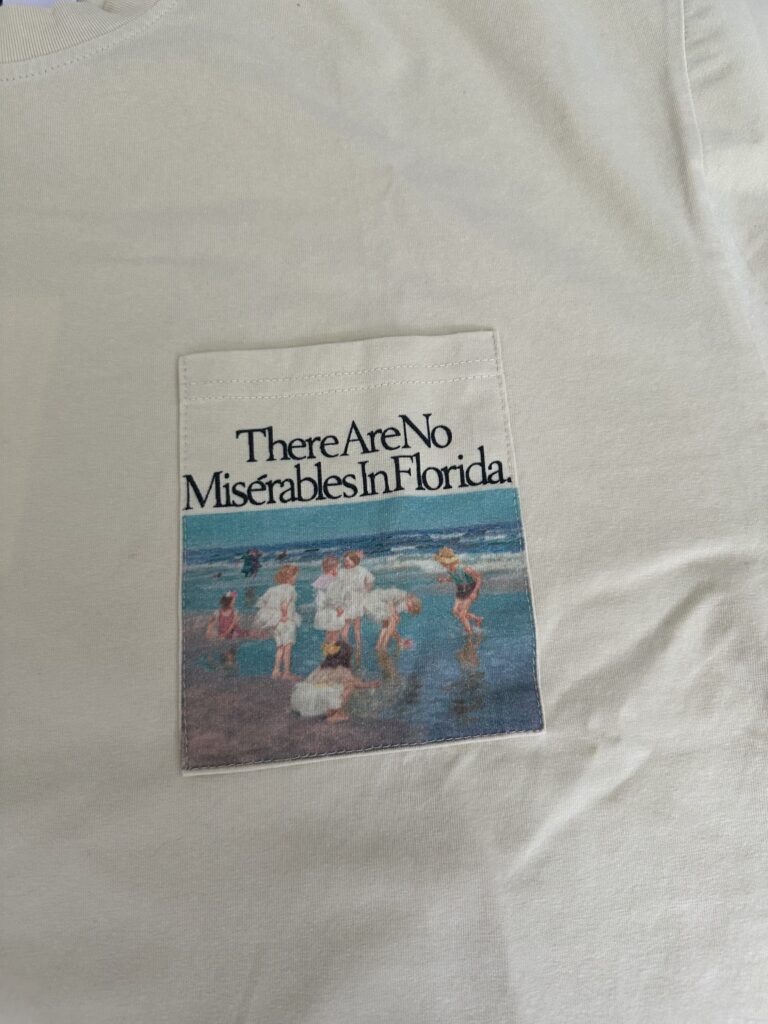 There Are No
Misérables In Florida.